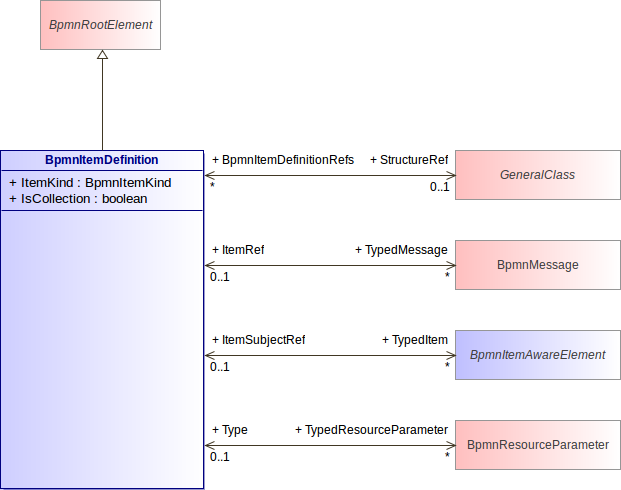 BpmnRootElement
BpmnItemDefinition
+ ItemKind : BpmnItemKind
+ IsCollection : boolean
+ BpmnItemDefinitionRefs + StructureRef
* 0..1
GeneralClass
+ ItemRef + TypedMessage
0..1 *
BpmnMessage
+ ItemSubjectRef + TypedItem
0..1 *
BpmnItemAwareElement
+ Type + TypedResourceParameter
0..1 *
BpmnResourceParameter